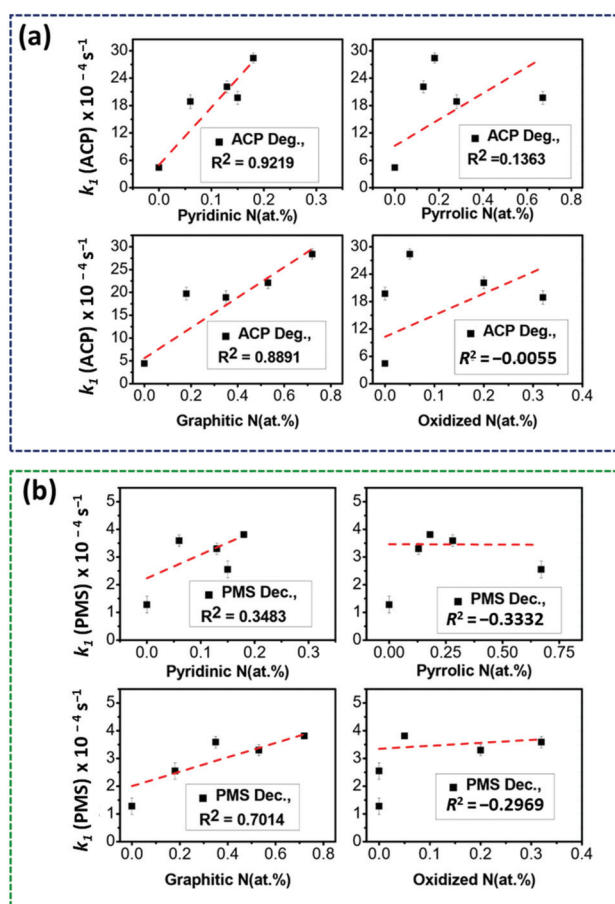 (a)
k₁ (ACP) x 10 − 4 s−1
30
24
18
12
6
0
ACP Deg.,
R2 = 0.9219
0.0 0.1 0.2 0.3
Pyridinic N(at.%)
30
24
18
12
6
0
ACP Deg.,
R2 =0.1363
0.0 0.2 0.4 0.6 0.8
Pyrrolic N(at.%)
k₁ (ACP) x 10 − 4 s−1
30
25
20
15
10
5
0
ACP Deg.,
R2 = 0.8891
0.0 0.2 0.4 0.6 0.8
Graphitic N(at.%)
30
24
18
12
6
0
ACP Deg.,
R2 = −0.0055
0.0 0.1 0.2 0.3 0.4
Oxidized N(at.%)
(b)
k₁ (PMS) x 10 − 4 s−1
6
5
4
3
2
1
0
PMS Dec.,
R2 = 0.3483
0.0 0.1 0.2 0.3
Pyridinic N(at.%)
6
5
4
3
2
1
0
PMS Dec.,
R2 = −0.3332
0.00 0.25 0.50 0.75
Pyrrolic N(at.%)
k₁ (PMS) x 10 − 4 s−1
6
5
4
3
2
1
0
PMS Dec.,
R2 = 0.7014
0.0 0.2 0.4 0.6 0.8
Graphitic N(at.%)
6
5
4
3
2
1
0
PMS Dec.,
R2 = −0.2969
0.0 0.1 0.2 0.3 0.4
Oxidized N(at.%)